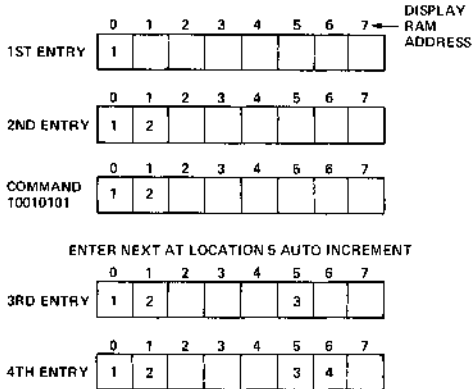 DISPLAY
RAM
ADDRESS
0 1 2 3 4 5 6 7
1ST ENTRY 1
0 1 2 3 4 5 6 7
2ND ENTRY 1 2
0 1 2 3 4 5 6 7
COMMAND
10010101 1 2
ENTER NEXT AT LOCATION 5 AUTO INCREMENT
0 1 2 3 4 5 6 7
3RD ENTRY 1 2 3
0 1 2 3 4 5 6 7
4TH ENTRY 1 2 3 4